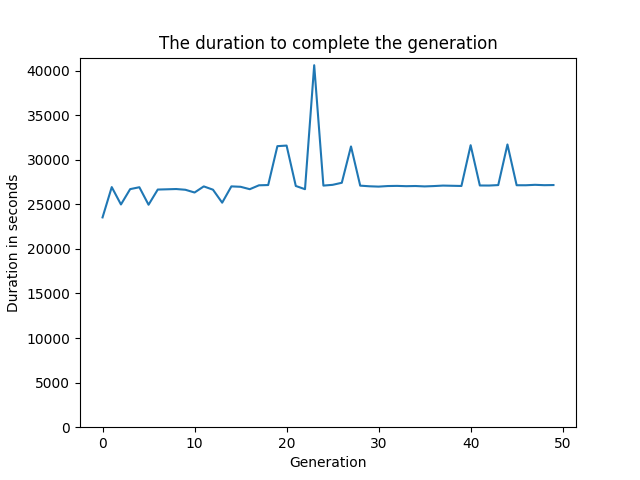 The duration to complete the generation
40000
35000
30000
25000
20000
15000
10000
5000
0
Duration in seconds
0 10 20 30 40 50
Generation